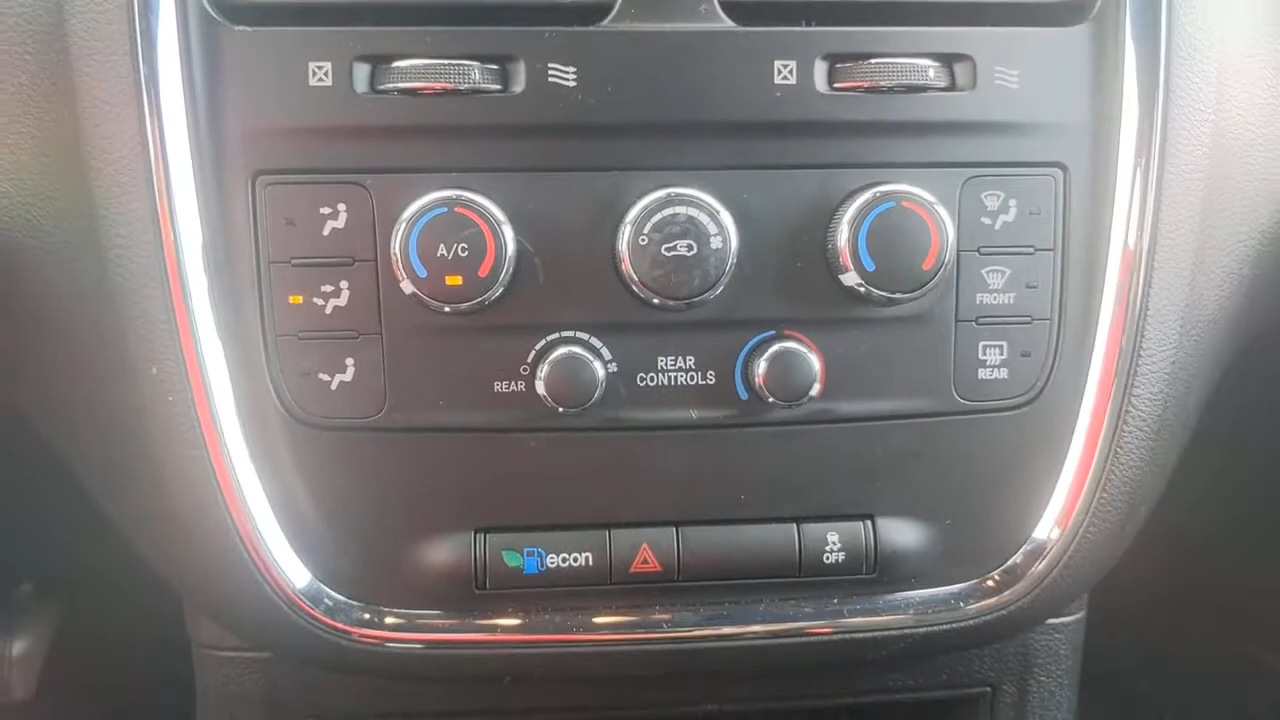 A/C
FRONT
REAR
REAR
CONTROLS
REAR
econ
OFF